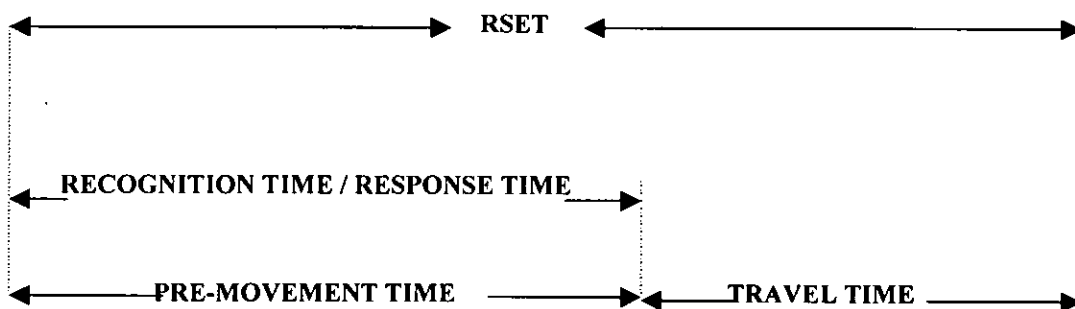 RSET
RECOGNITION TIME / RESPONSE TIME
PRE-MOVEMENT TIME TRAVEL TIME